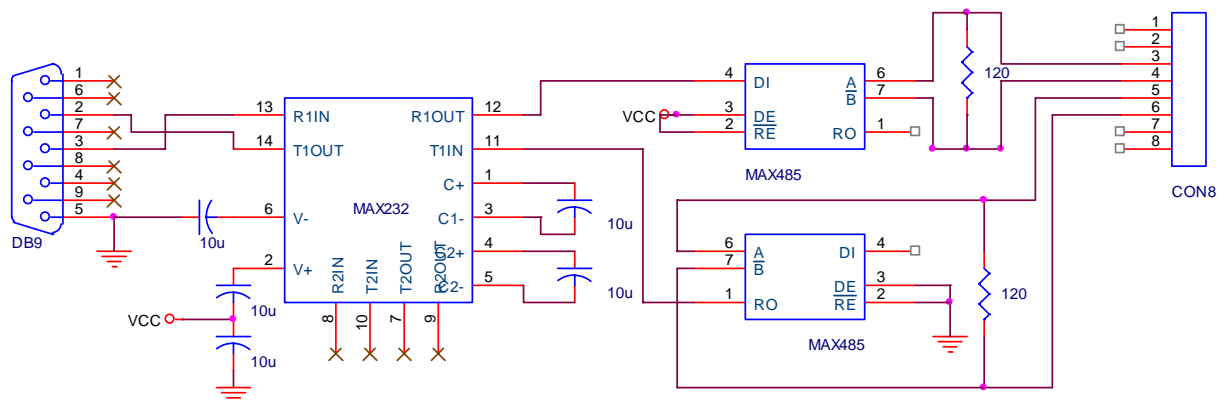 1
6
2
7
3
8
4
9
5
DB9
10u
VCC
10u
10u
13
14
6
2
R1IN
T1OUT
V-
V+
MAX232
R1OUT
T1IN
C+
C1-
C2+
C2-
R2IN
T2IN
T2OUT
R2OUT
8
10
7
9
12
11
1
3
4
5
10u
10u
VCC
4
3
2
DI
DE
RE
A
B
RO
6
7
1
MAX485
120
6
7
1
A
B
RO
DI
DE
RE
4
3
2
MAX485
120
1
2
3
4
5
6
7
8
CON8